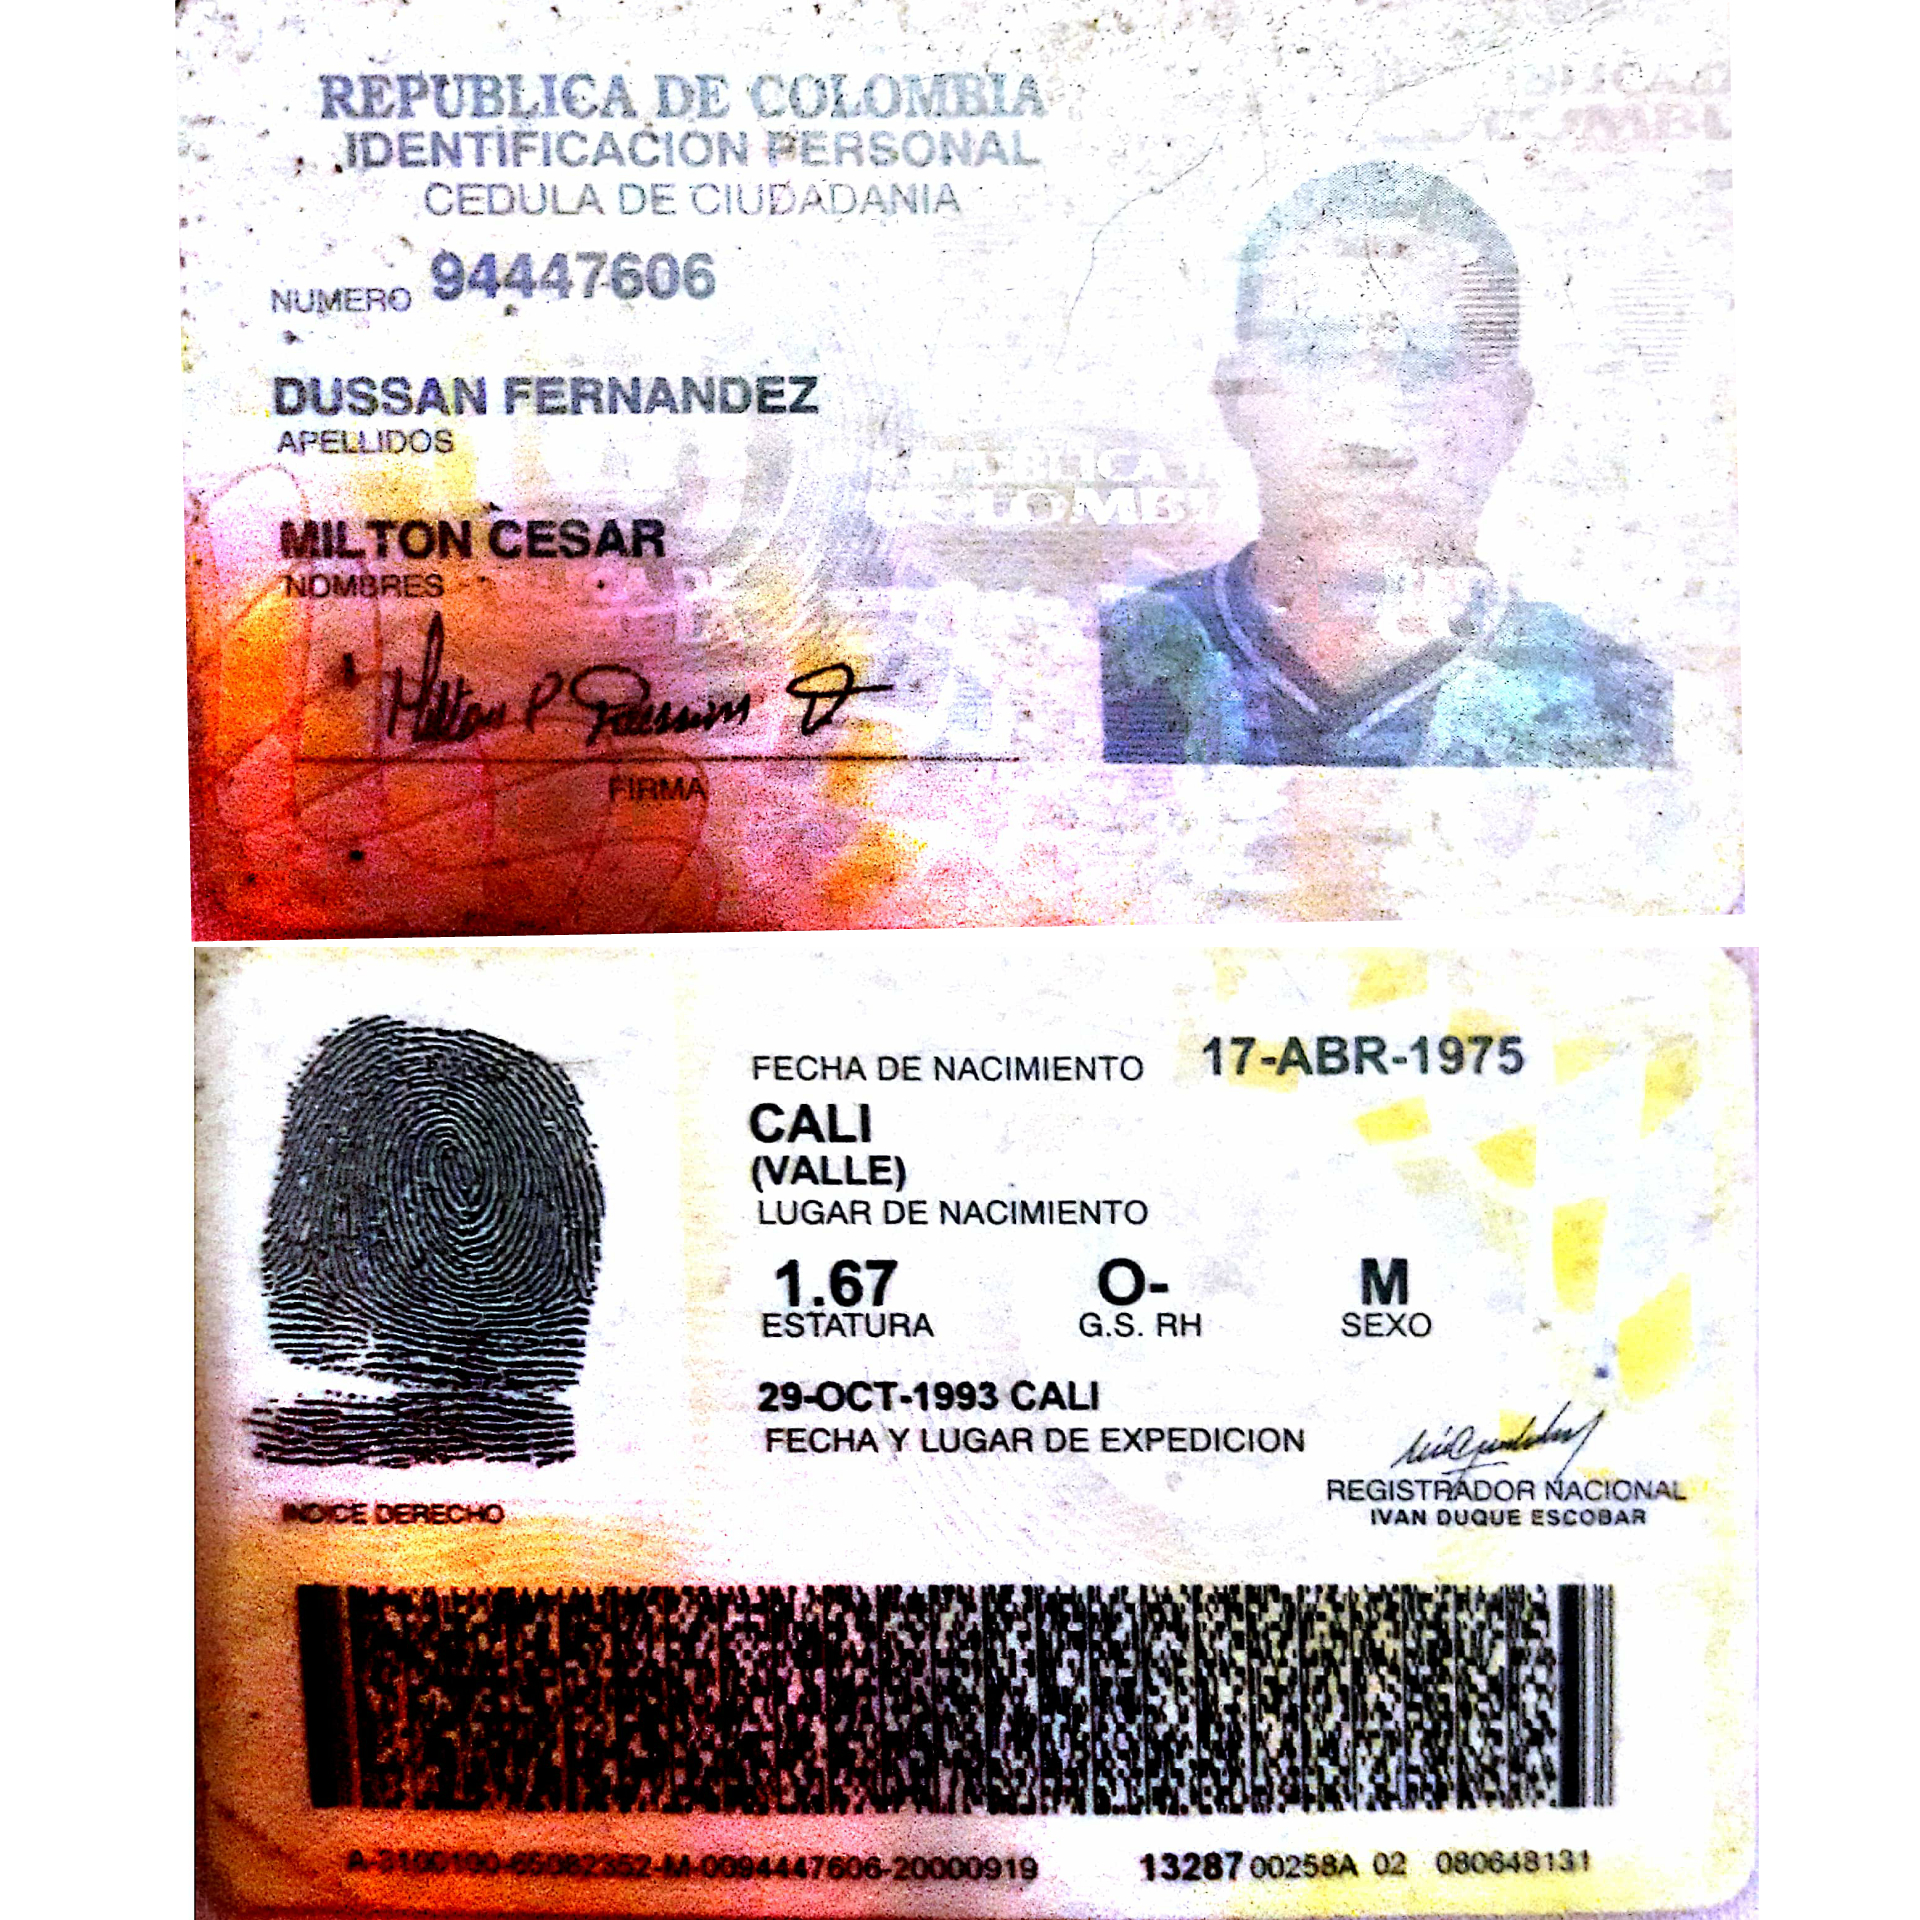 REPUBLICA DE COLOMBIA
IDENTIFICACION PERSONAL
CEDULA DE CIUDADANIA
NUMERO 94447606
DUSSAN FERNANDEZ
APELLIDOS
MILTON CESAR
NOMBRES
FIRMA
REPUBLICA
COLOMBIA
FECHA DE NACIMIENTO 17-ABR-1975
CALI
(VALLE)
LUGAR DE NACIMIENTO
1.67 O- M
ESTATURA G.S. RH SEXO
29-OCT-1993 CALI
FECHA Y LUGAR DE EXPEDICION
INDICE DERECHO
REGISTRADOR NACIONAL
IVAN DUQUE ESCOBAR
A-3100100-65082352-M-0094447606-20000919 13287 00258A 02 080648131